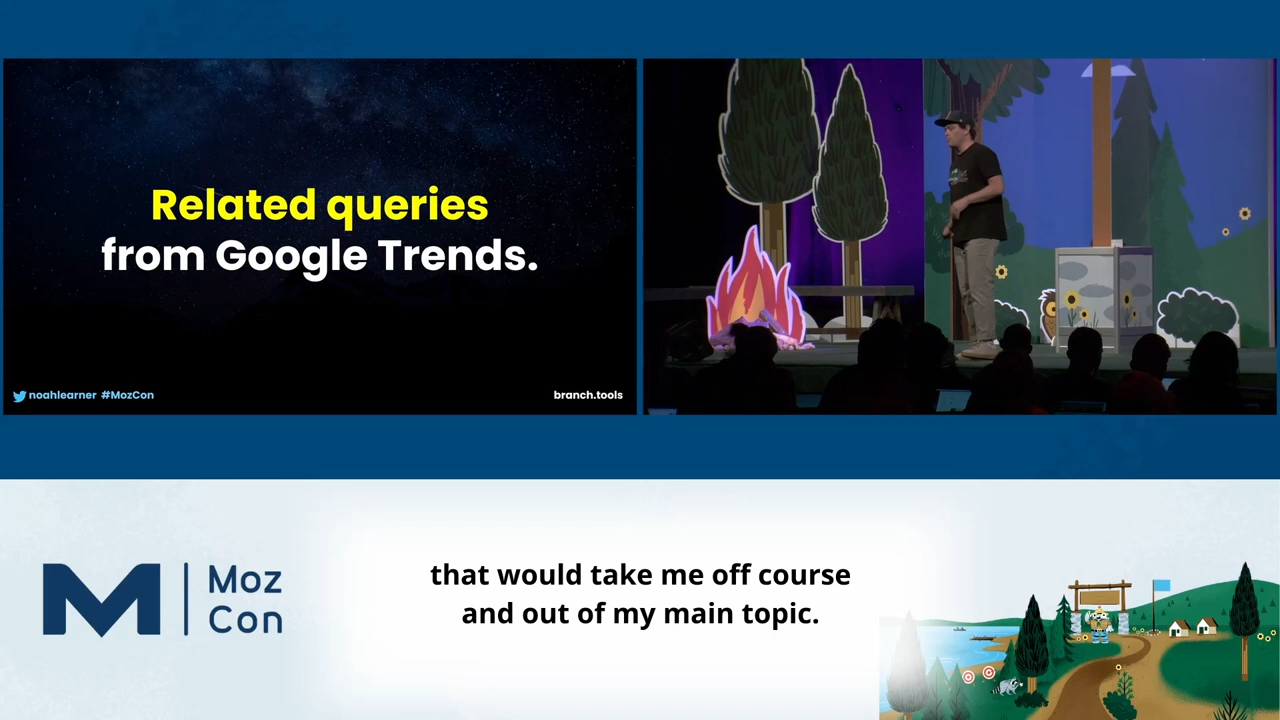 Related queries
from Google Trends.
noahlearner #MozCon
branch.tools
Moz
Con
that would take me off course
and out of my main topic.